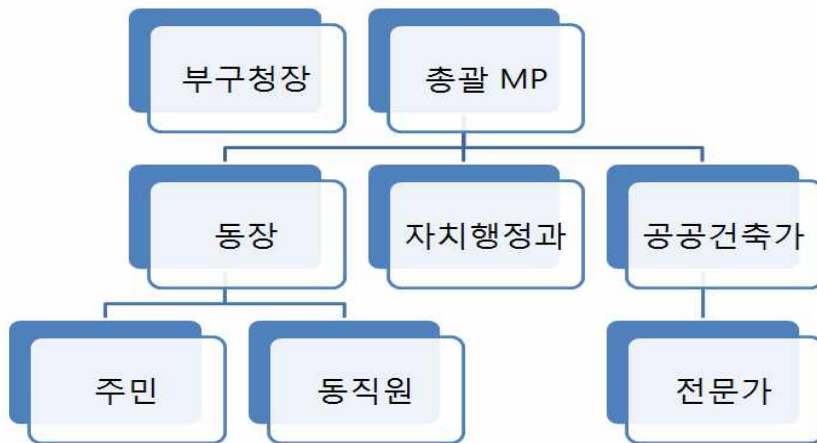 부구청장
총괄 MP
동장
자치행정과
공공건축가
주민
동직원
전문가